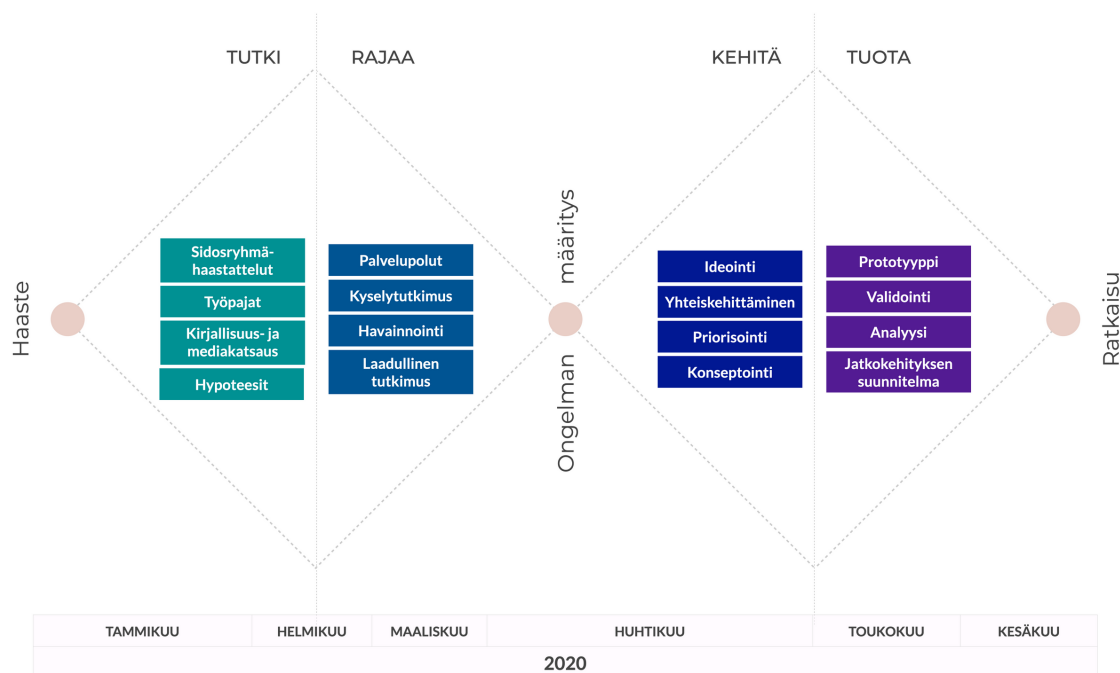 TUTKI
RAJAA
KEHITÄ
TUOTA
Haaste
Sidosryhmä-
haastattelut
Työpajat
Kirjallisuus- ja
mediakatsaus
Hypoteesit
Palvelupolut
Kyselytutkimus
Havainnointi
Laadullinen
tutkimus
Ongelman määritys
Ideointi
Yhteiskehittäminen
Priorisointi
Konseptointi
Prototyyppi
Validointi
Analyysi
Jatkokehityksen
suunnitelma
Ratkaisu
TAMMIKUU
HELMIKUU
MAALISKUU
HUHTIKUU
TOUKOKUU
KESÄKUU
2020